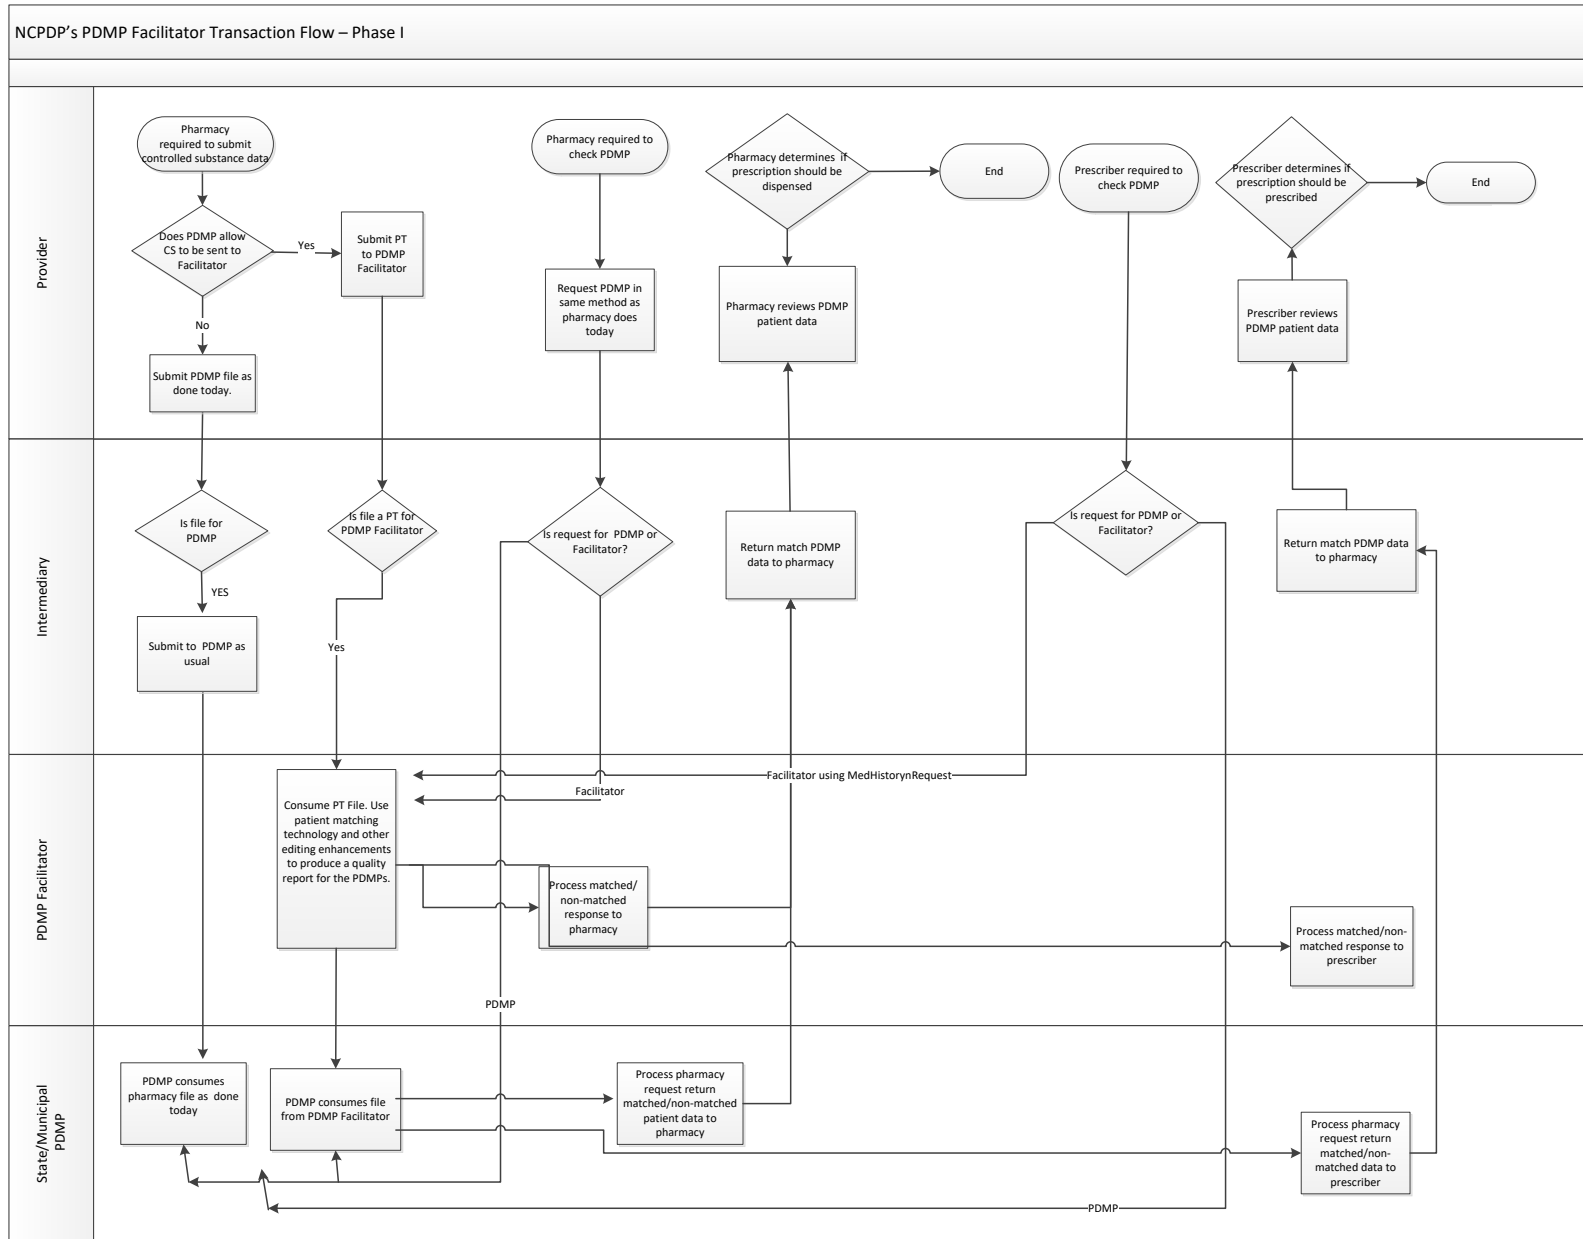 NCPDP's PDMP Facilitator Transaction Flow – Phase I
Provider
Pharmacy
required to submit
controlled substance data
Does PDMP allow
CS to be sent to
Facilitator
Yes
No
Submit PT
to PDMP
Facilitator
Submit PDMP file as
done today.
Pharmacy required to
check PDMP
Request PDMP in
same method as
pharmacy does
today
Pharmacy determines if
prescription should be
dispensed
End
Pharmacy reviews PDMP
patient data
Prescriber required to
check PDMP
Prescriber determines if
prescription should be
prescribed
End
Prescriber reviews
PDMP patient data
Intermediary
Is file for
PDMP
YES
Submit to PDMP as
usual
Is file a PT for
PDMP Facilitator
Yes
Is request for PDMP or
Facilitator?
Return match PDMP
data to pharmacy
Is request for PDMP or
Facilitator?
Return match PDMP data
to pharmacy
PDMP Facilitator
Facilitator using MedHistorynRequest
Facilitator
Consume PT File. Use
patient matching
technology and other
editing enhancements
to produce a quality
report for the PDMPs.
Process matched/
non-matched
response to
pharmacy
Process matched/non-
matched response to
prescriber
PDMP
State/Municipal
PDMP
PDMP consumes
pharmacy file as done
today
PDMP consumes file
from PDMP Facilitator
Process pharmacy
request return
matched/non-matched
patient data to
pharmacy
Process pharmacy
request return
matched/non-
matched data to
prescriber
PDMP